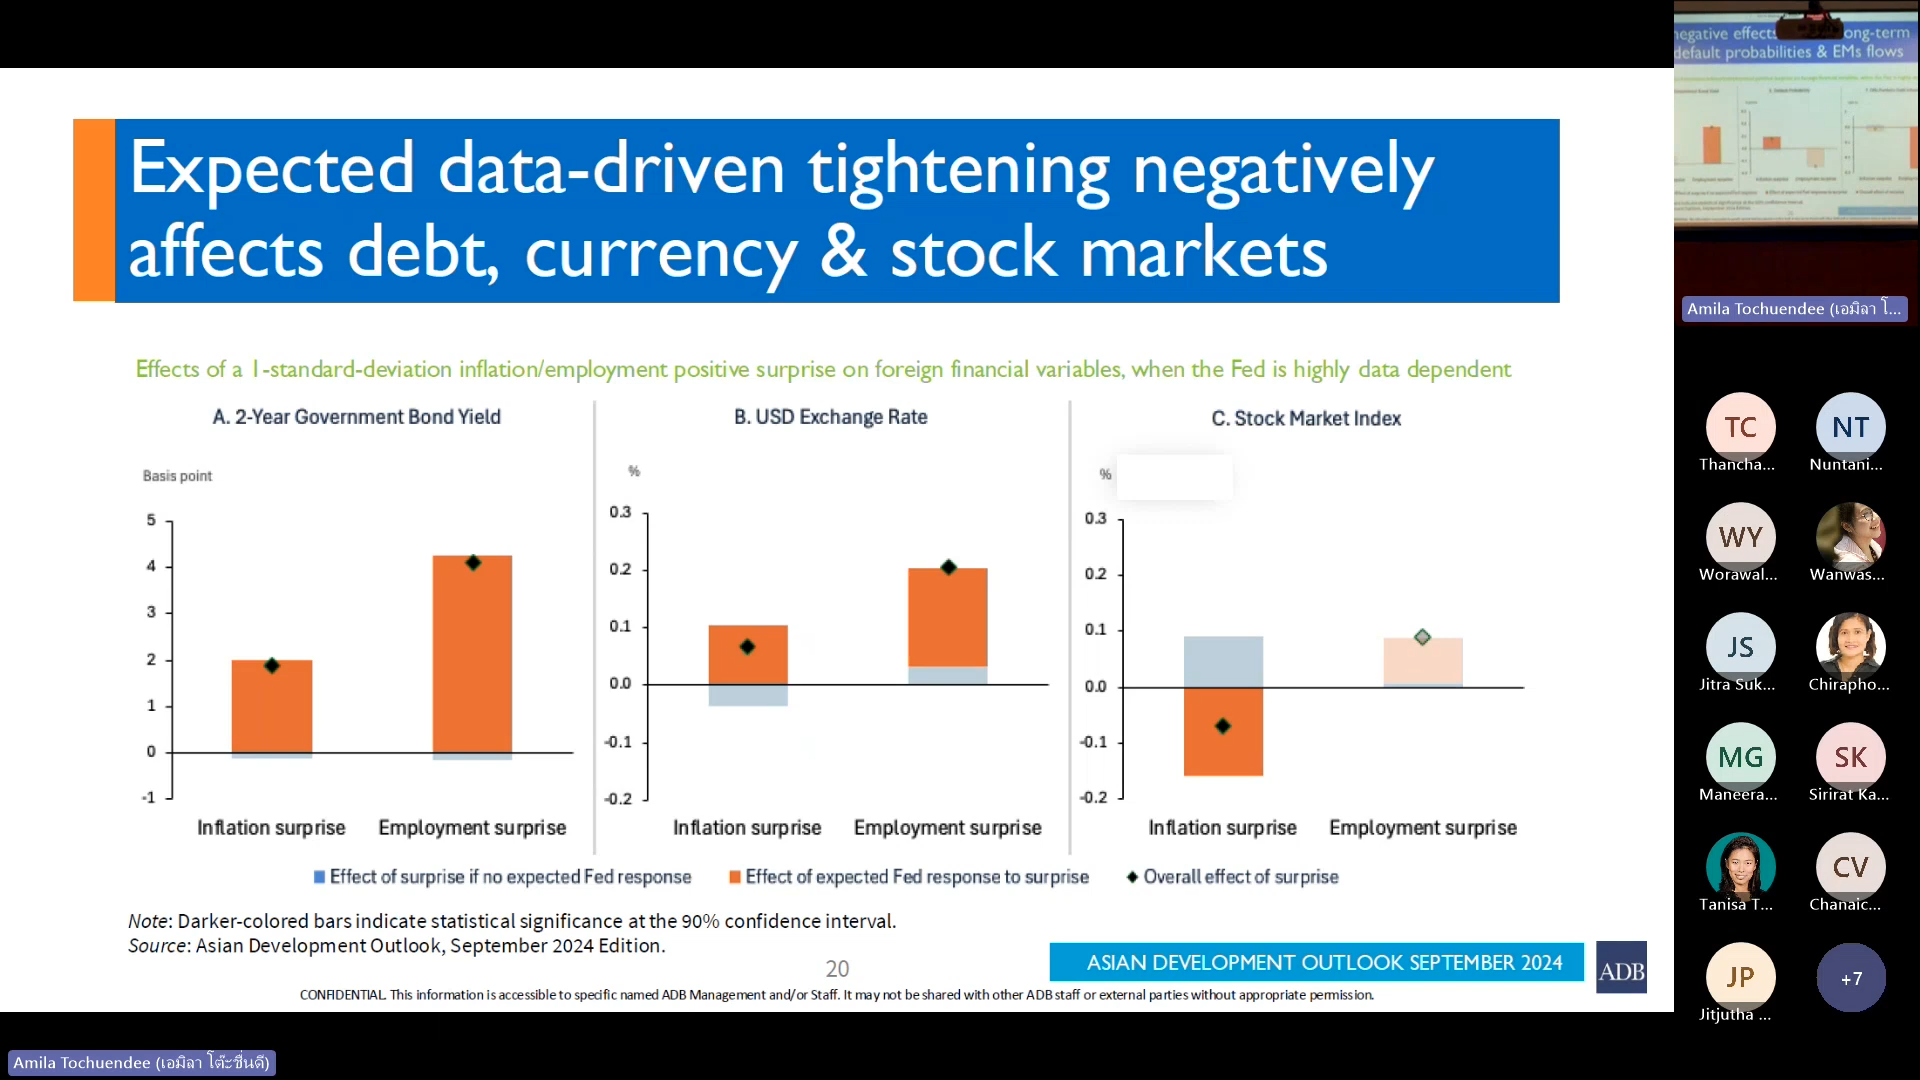 Expected data-driven tightening negatively
affects debt, currency & stock markets
Effects of a 1-standard-deviation inflation/employment positive surprise on foreign financial variables, when the Fed is highly data dependent
A. 2-Year Government Bond Yield
Basis point
5
4
3
2
1
0
-1
Inflation surprise
Employment surprise
B. USD Exchange Rate
%
0.3
0.2
0.1
0.0
-0.1
-0.2
Inflation surprise
Employment surprise
C. Stock Market Index
%
0.3
0.2
0.1
0.0
-0.1
-0.2
Inflation surprise
Employment surprise
Effect of surprise if no expected Fed response
Effect of expected Fed response to surprise
Overall effect of surprise
Note: Darker-colored bars indicate statistical significance at the 90% confidence interval.
Source: Asian Development Outlook, September 2024 Edition.
20
ASIAN DEVELOPMENT OUTLOOK SEPTEMBER 2024
ADB
CONFIDENTIAL. This information is accessible to specific named ADB Management and/or Staff. It may not be shared with other ADB staff or external parties without appropriate permission.
Amila Tochuendee (เอมิลา โต๊ะชื่นดี)
negative effects ong-term
default probabilities & EMs flows
Amila Tochuendee (เอมิลา โ...
TC
Thancha...
NT
Nuntani...
WY
Worawal...
Wanwas...
JS
Jitra Suk...
Chirapho...
MG
Maneera...
SK
Sirirat Ka...
Tanisa T...
CV
Chanaic...
JP
Jitjutha ...
+7